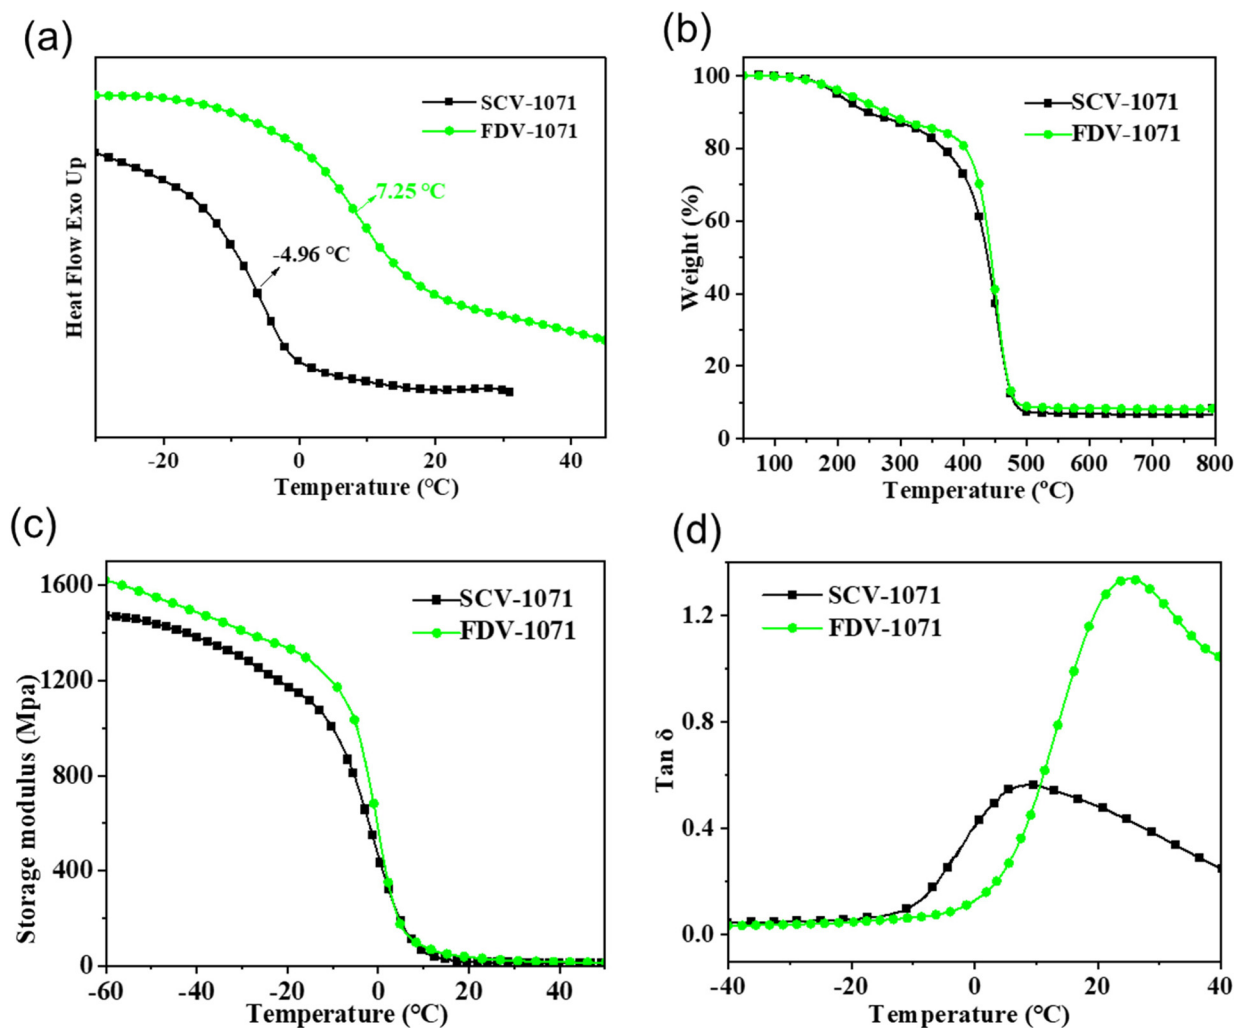 (a)
SCV-1071
FDV-1071
7.25 °C
-4.96 °C
Heat Flow Exo Up
-20
0
20
40
Temperature (°C)
(b)
SCV-1071
FDV-1071
Weight (%)
100
80
60
40
20
0
100
200
300
400
500
600
700
800
Temperature (°C)
(c)
SCV-1071
FDV-1071
Storage modulus (Mpa)
1600
1200
800
400
0
-60
-40
-20
0
20
40
Temperature (°C)
(d)
SCV-1071
FDV-1071
Tan δ
1.2
0.8
0.4
0.0
-40
-20
0
10
20
40
Temperature (°C)